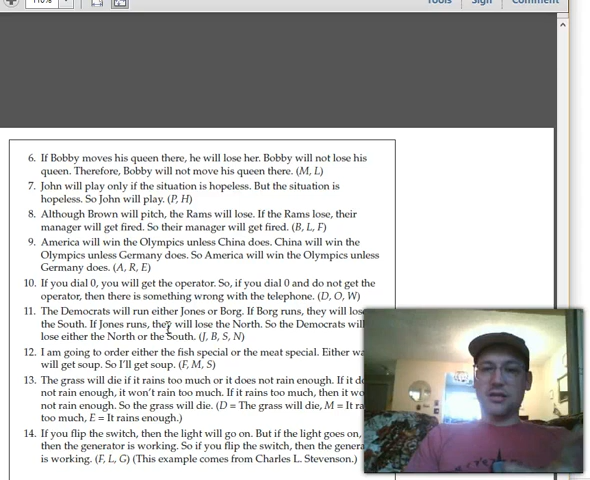 110%
Tools Sign Comment
6. If Bobby moves his queen there, he will lose her. Bobby will not lose his
queen. Therefore, Bobby will not move his queen there. (M, L)
7. John will play only if the situation is hopeless. But the situation is
hopeless. So John will play. (P, H)
8. Although Brown will pitch, the Rams will lose. If the Rams lose, their
manager will get fired. So their manager will get fired. (B, L, F)
9. America will win the Olympics unless China does. China will win the
Olympics unless Germany does. So America will win the Olympics unless
Germany does. (A, R, E)
10. If you dial 0, you will get the operator. So, if you dial 0 and do not get the
operator, then there is something wrong with the telephone. (D, O, W)
11. The Democrats will run either Jones or Borg. If Borg runs, they will
the South. If Jones runs, they will lose the North. So the Democrats
lose either the North or the South. (J, B, S, N)
12. I am going to order either the fish special or the meat special. Either
will get soup. So I'll get soup. (F, M, S)
13. The grass will die if it rains too much or it does not rain enough. If it
not rain enough, it won't rain too much. If it rains too much, then it
not rain enough. So the grass will die. (D = The grass will die, M = It
too much, E = It rains enough.)
14. If you flip the switch, then the light will go on. But if the light goes on,
then the generator is working. So if you flip the switch, then the
is working. (F, L, G) (This example comes from Charles L. Stevenson.)